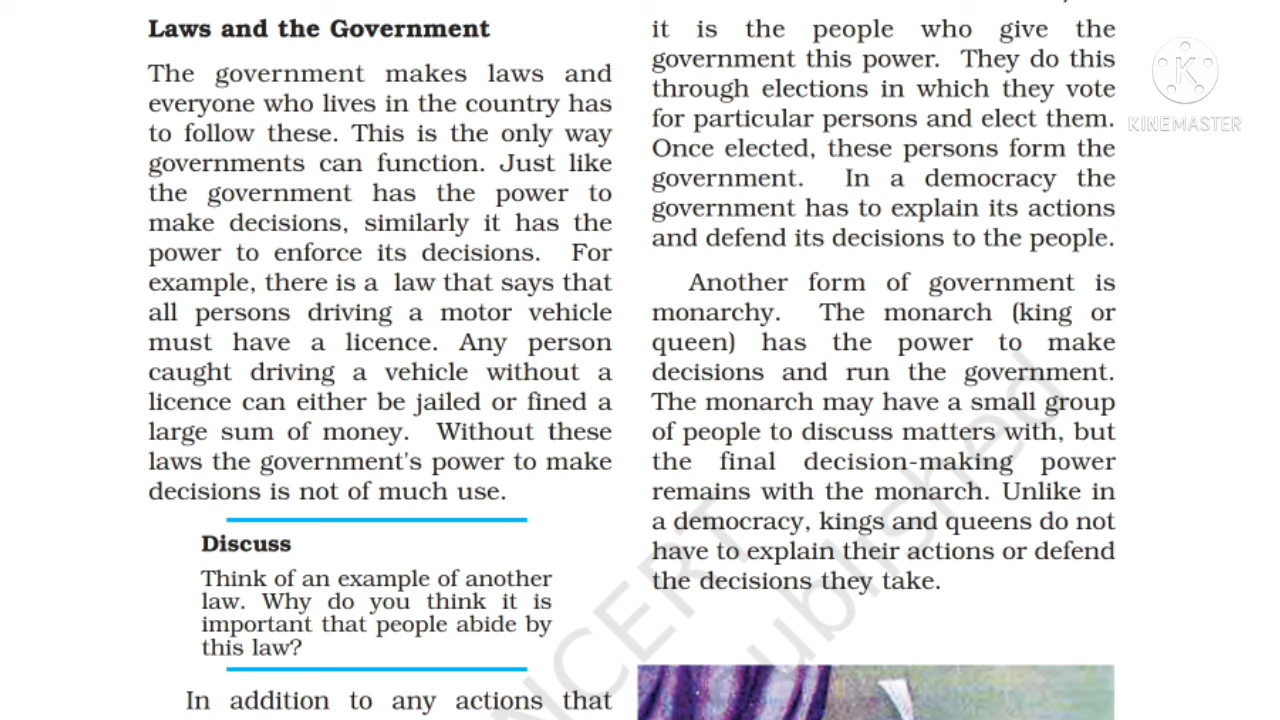 Laws and the Government
The government makes laws and
everyone who lives in the country has
to follow these. This is the only way
governments can function. Just like
the government has the power to
make decisions, similarly it has the
power to enforce its decisions. For
example, there is a law that says that
all persons driving a motor vehicle
must have a licence. Any person
caught driving a vehicle without a
licence can either be jailed or fined a
large sum of money. Without these
laws the government's power to make
decisions is not of much use.
Discuss
Think of an example of another
law. Why do you think it is
important that people abide by
this law?
In addition to any actions that
it is the people who give the
government this power. They do this
through elections in which they vote
for particular persons and elect them.
Once elected, these persons form the
government. In a democracy the
government has to explain its actions
and defend its decisions to the people.
Another form of government is
monarchy. The monarch (king or
queen) has the power to make
decisions and run the government.
The monarch may have a small group
of people to discuss matters with, but
the final decision-making power
remains with the monarch. Unlike in
a democracy, kings and queens do not
have to explain their actions or defend
the decisions they take.
K
KINEMASTER
NCERT